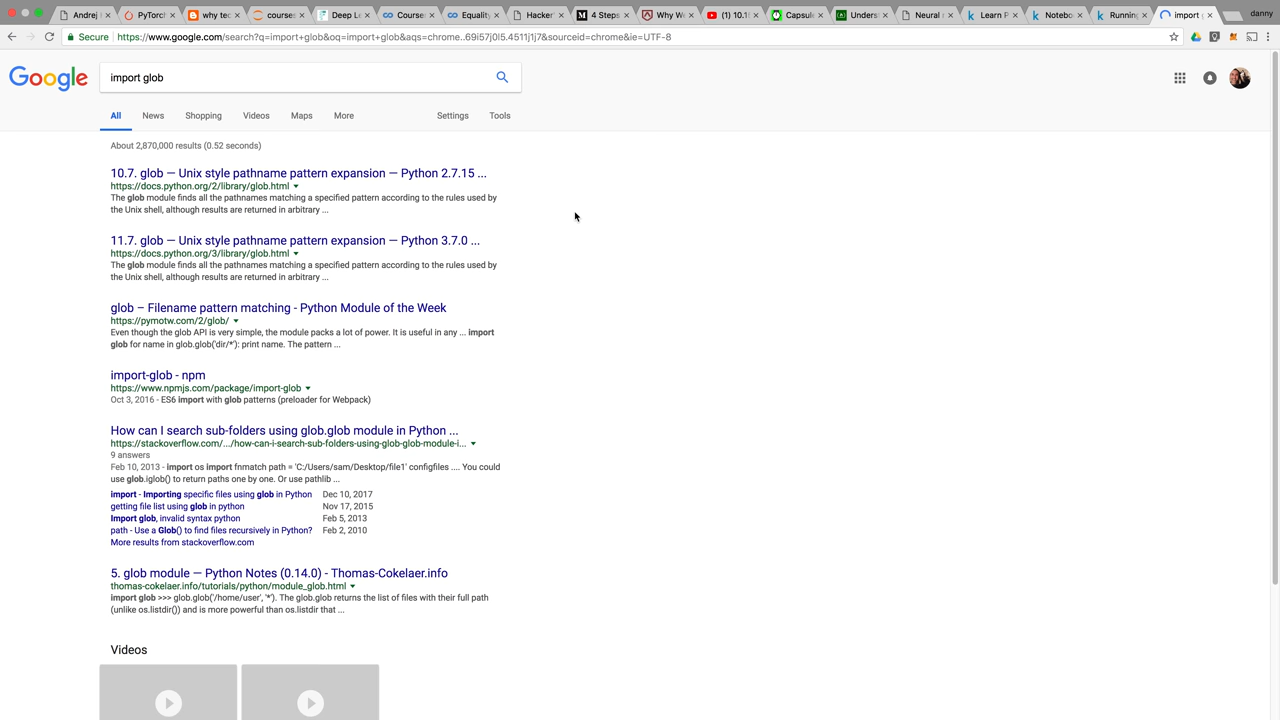 Andrej
PyTorc
why tec
courses
Deep Le
Course
Equality
Hacker'
4 Steps
Why W
(1) 10.1
Capsul
Unders
Neural
Learn P
Notebo
Running
import g
danny
Secure https://www.google.com/search?q=import+glob&oq=import+glob&aqs=chrome..69i57j0l5.4511j1j7&sourceid=chrome&ie=UTF-8
Google
import glob
All News Shopping Videos Maps More Settings Tools
About 2,870,000 results (0.52 seconds)
10.7. glob — Unix style pathname pattern expansion — Python 2.7.15 ...
https://docs.python.org/2/library/glob.html
The glob module finds all the pathnames matching a specified pattern according to the rules used by
the Unix shell, although results are returned in arbitrary ...
11.7. glob — Unix style pathname pattern expansion — Python 3.7.0 ...
https://docs.python.org/3/library/glob.html
The glob module finds all the pathnames matching a specified pattern according to the rules used by
the Unix shell, although results are returned in arbitrary ...
glob – Filename pattern matching - Python Module of the Week
https://pymotw.com/2/glob/
Even though the glob API is very simple, the module packs a lot of power. It is useful in any ... import
glob for name in glob.glob('dir/*'): print name. The pattern ...
import-glob - npm
https://www.npmjs.com/package/import-glob
Oct 3, 2016 - ES6 import with glob patterns (preloader for Webpack)
How can I search sub-folders using glob.glob module in Python ...
https://stackoverflow.com/.../how-can-i-search-sub-folders-using-glob-glob-module-i...
9 answers
Feb 10, 2013 - import os import fnmatch path = 'C:/Users/sam/Desktop/file1' configfiles .... You could
use glob.iglob() to return paths one by one. Or use pathlib ...
import - Importing specific files using glob in Python Dec 10, 2017
getting file list using glob in python Nov 17, 2015
Import glob, invalid syntax python Feb 5, 2013
path - Use a Glob() to find files recursively in Python? Feb 2, 2010
More results from stackoverflow.com
5. glob module — Python Notes (0.14.0) - Thomas-Cokelaer.info
thomas-cokelaer.info/tutorials/python/module_glob.html
import glob >>> glob.glob('/home/user', '*'). The glob.glob returns the list of files with their full path
(unlike os.listdir()) and is more powerful than os.listdir that ...
Videos